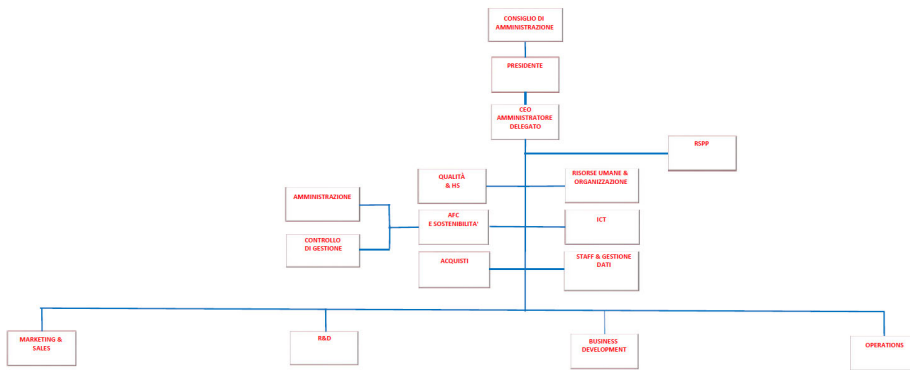 CONSIGLIO DI
AMMINISTRAZIONE
PRESIDENTE
CEO
AMMINISTRATORE
DELEGATO
RSPP
QUALITÀ
& HS
RISORSE UMANE &
ORGANIZZAZIONE
AMMINISTRAZIONE
AFC
E SOSTENIBILITA'
ICT
CONTROLLO
DI GESTIONE
ACQUISTI
STAFF & GESTIONE
DATI
MARKETING &
SALES
R&D
BUSINESS
DEVELOPMENT
OPERATIONS